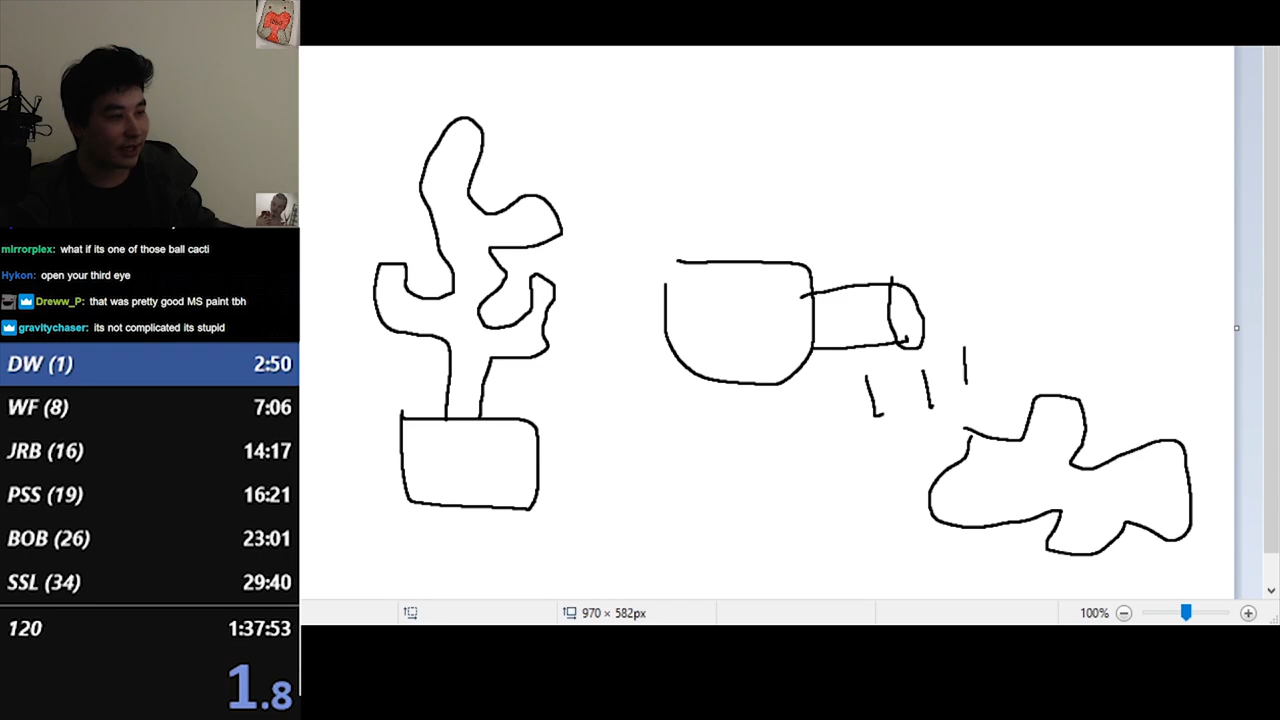 mirrorplex: what if its one of those ball cacti
Hykon: open your third eye
Dreww_P: that was pretty good MS paint tbh
gravitychaser: its not complicated its stupid
DW (1) 2:50
WF (8) 7:06
JRB (16) 14:17
PSS (19) 16:21
BOB (26) 23:01
SSL (34) 29:40
120 1:37:53
1.8
970 × 582px
100%